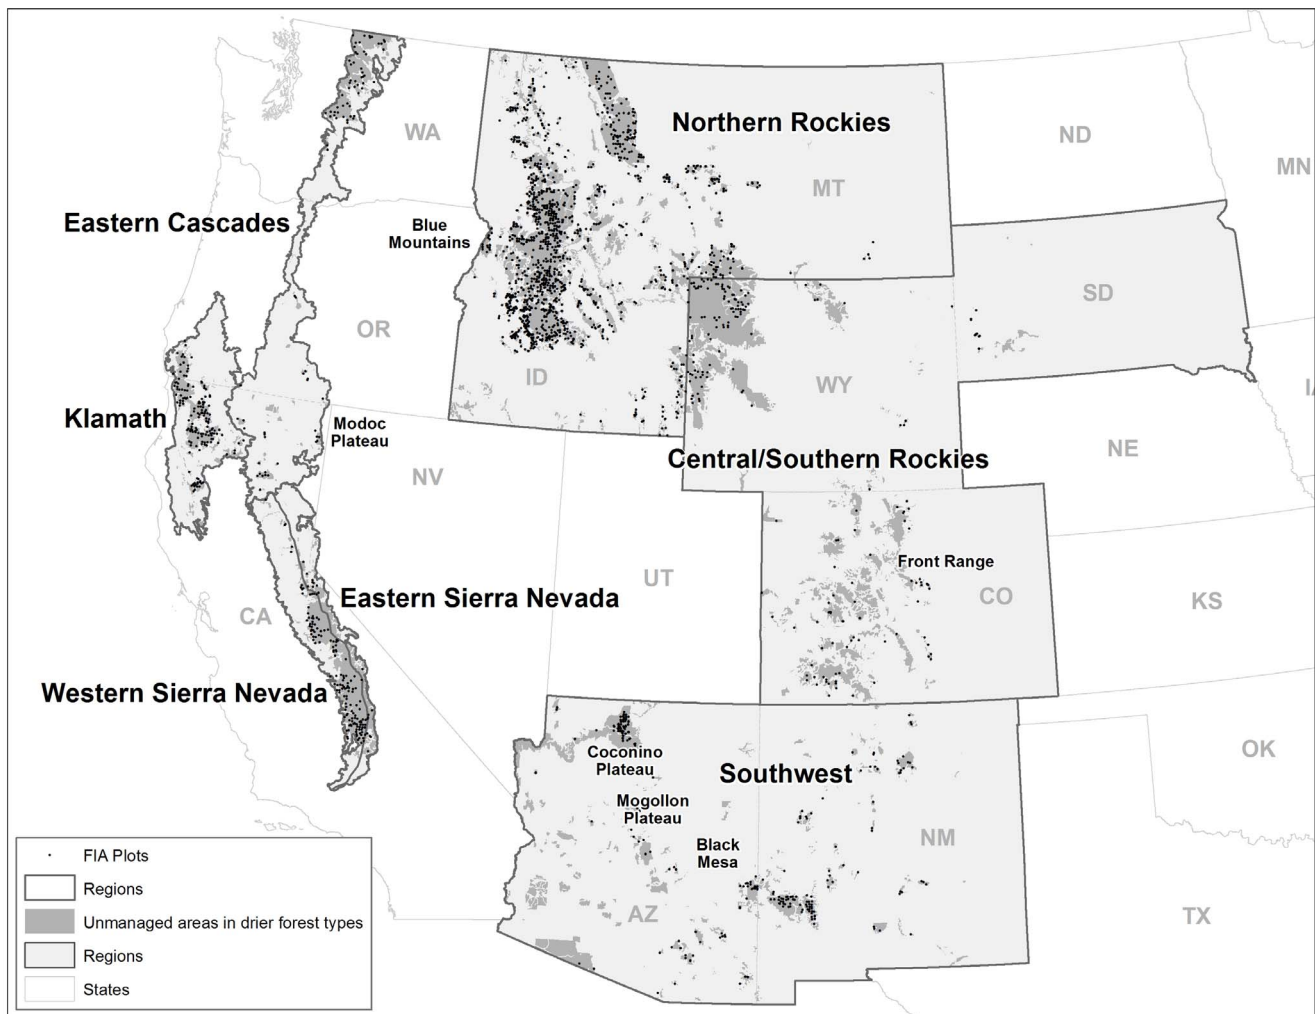 Northern Rockies
ND
WA
MN
MT
Eastern Cascades
Blue
Mountains
SD
OR
ID
WY
Klamath
Modoc
Plateau
NV
Central/Southern Rockies
NE
Front Range
UT
CO
KS
Eastern Sierra Nevada
CA
Western Sierra Nevada
Coconino
Plateau
Southwest
OK
Mogollon
Plateau
Black
Mesa
NM
AZ
TX
FIA Plots
Regions
Unmanaged areas in drier forest types
Regions
States